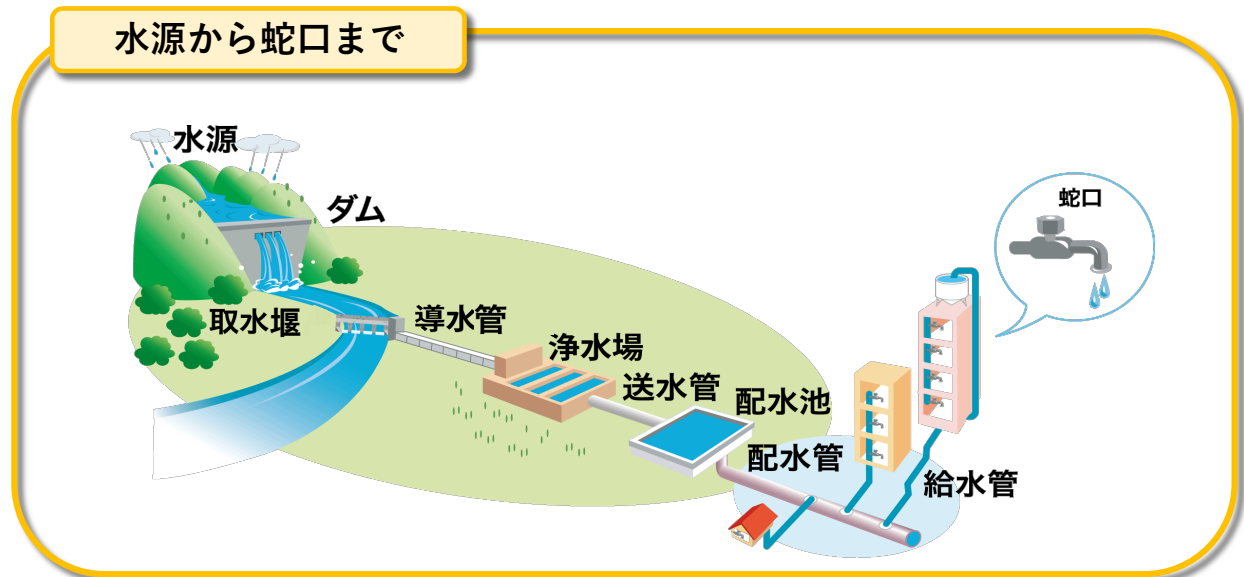 水源から蛇口まで
水源
ダム
蛇口
取水堰
導水管
浄水場
送水管
配水池
配水管
給水管